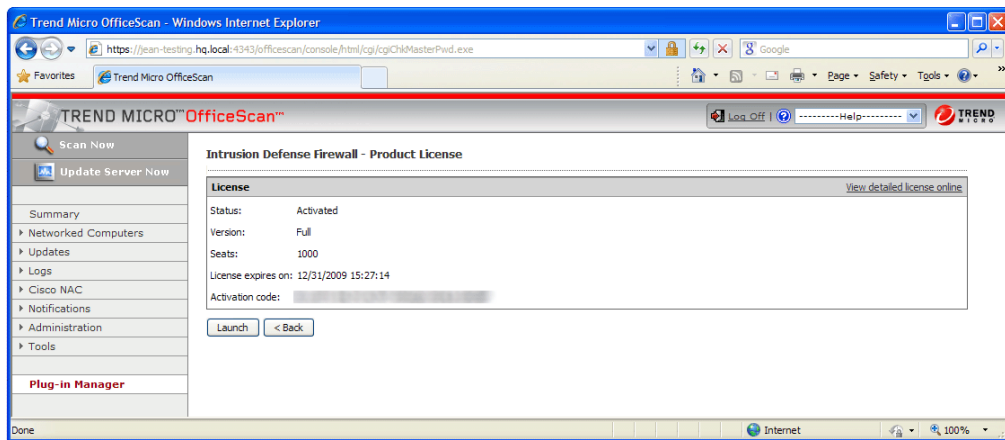 Trend Micro OfficeScan - Windows Internet Explorer
https://jean-testing.hq.local:4343/officescan/console/html/cgi/cgiChkMasterPwd.exe
Google
Favorites
Trend Micro OfficeScan
Page
Safety
Tools
TREND MICRO™OfficeScan™
Log Off | ---------Help---------
TREND MICRO
Scan Now
Update Server Now
Summary
Networked Computers
Updates
Logs
Cisco NAC
Notifications
Administration
Tools
Plug-in Manager
Intrusion Defense Firewall - Product License
License
View detailed license online
Status: Activated
Version: Full
Seats: 1000
License expires on: 12/31/2009 15:27:14
Activation code:
Launch
< Back
Done
Internet
100%